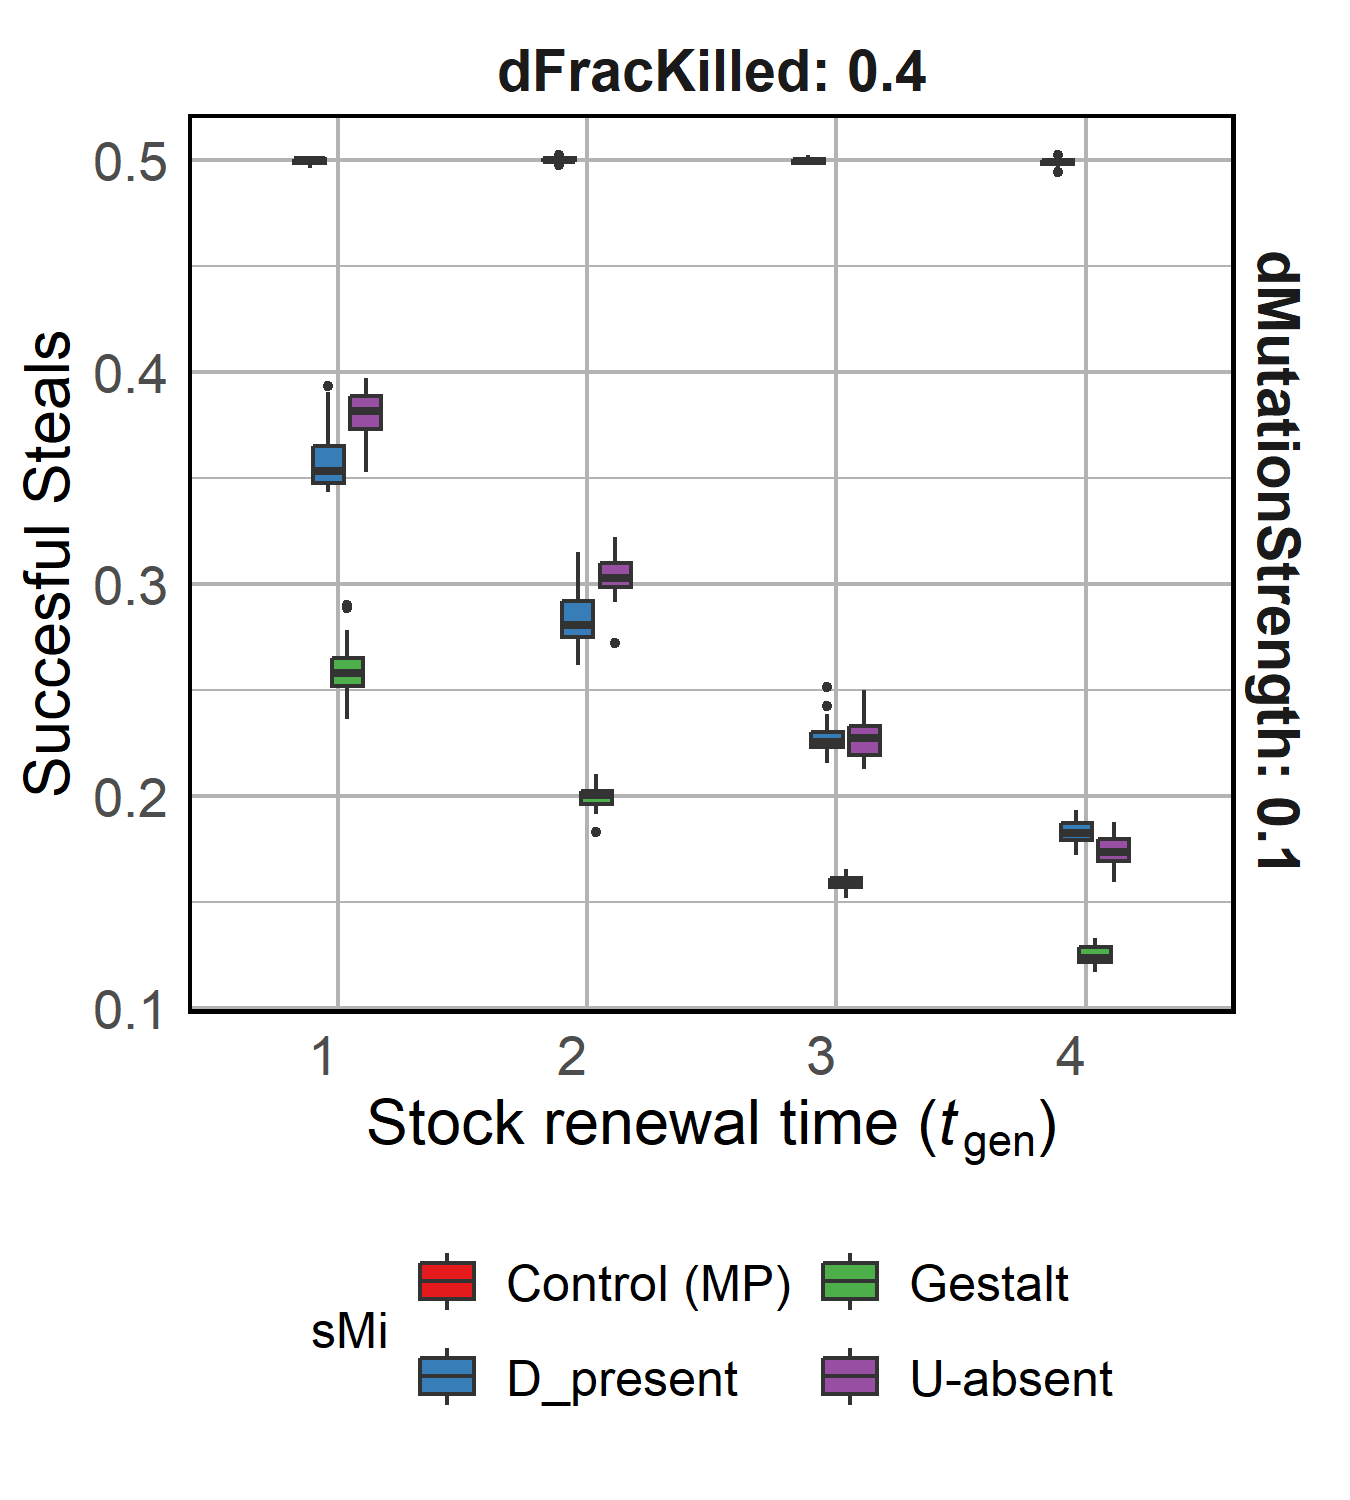 dFracKilled: 0.4
0.5
0.4
0.3
0.2
0.1
Succesful Steals
dMutationStrength: 0.1
1 2 3 4
Stock renewal time (t gen)
sMi
Control (MP)
Gestalt
D_present
U-absent